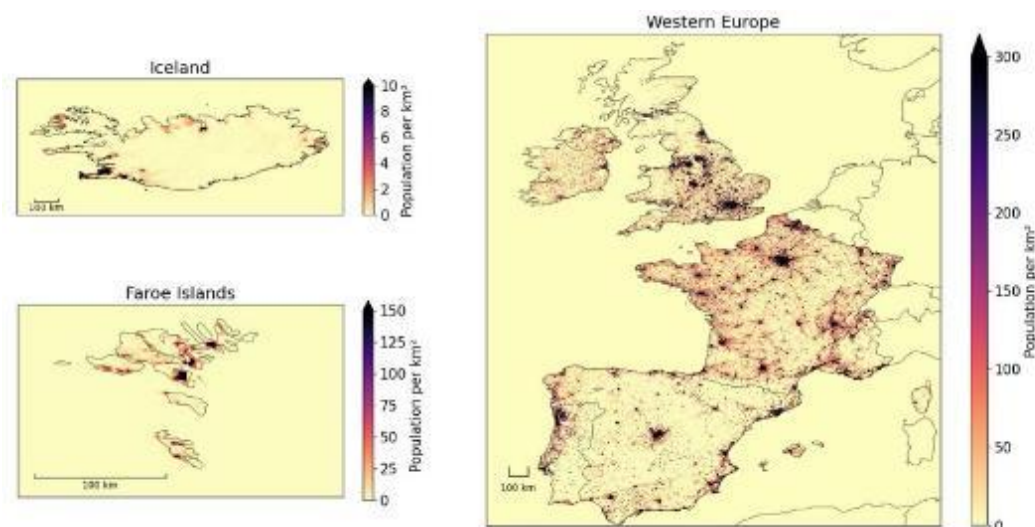 Iceland
10
8
6
4
2
0
Population per km²
100 km
Faroe Islands
150
125
100
75
50
25
0
Population per km²
100 km
Western Europe
300
250
200
150
100
50
0
Population per km²
100 km